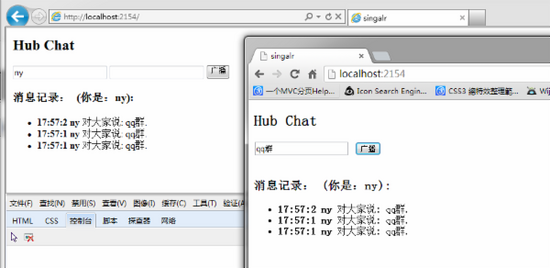 http://localhost:2154/
singalr
Hub Chat
ny
广播
消息记录： (你是：ny):
17:57:2 ny 对大家说: qq群.
17:57:1 ny 对大家说: qq群.
17:57:1 ny 对大家说: qq群.
文件(F) 查找(N) 禁用(S) 查看(V) 图像(I) 缓存(C) 工具(T) 验证(A)
HTML CSS 控制台 脚本 探查器 网络
singalr
localhost:2154
一个MVC分页Help... Icon Search Engin... CSS3
Hub Chat
qq群 广播
消息记录： (你是：ny):
17:57:2 ny 对大家说: qq群.
17:57:1 ny 对大家说: qq群.
17:57:1 ny 对大家说: qq群.